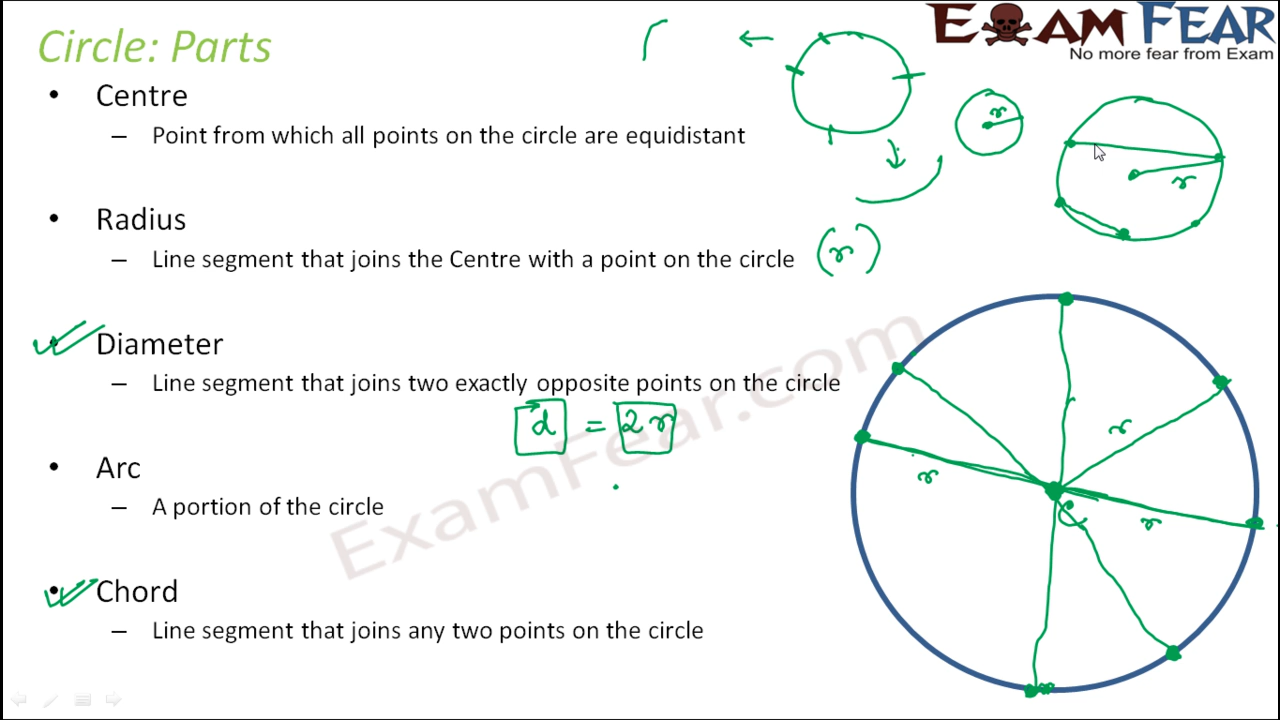 Circle: Parts
EXAM FEAR
No more fear from Exam
• Centre
– Point from which all points on the circle are equidistant
r
r
• Radius
– Line segment that joins the Centre with a point on the circle (r)
Diameter
– Line segment that joins two exactly opposite points on the circle
d = 2r
r
r
r
• Arc
– A portion of the circle
• Chord
– Line segment that joins any two points on the circle
ExamFear.com